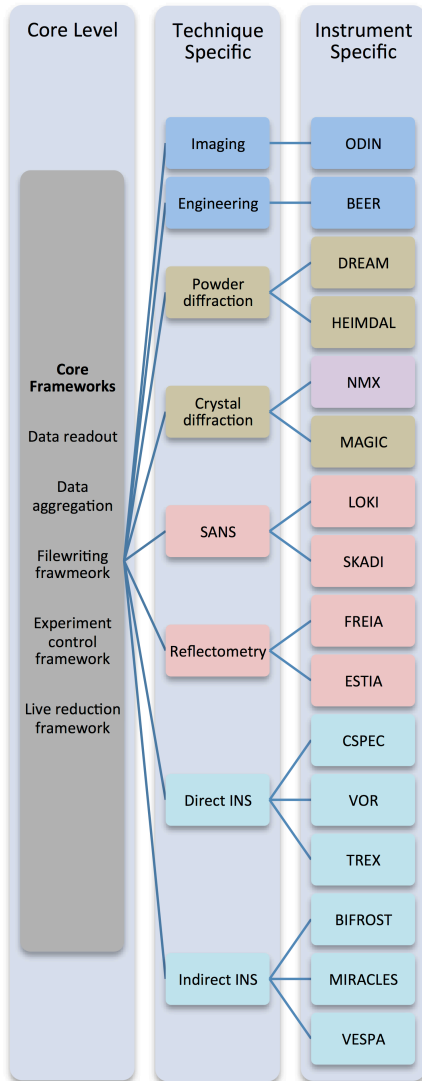 Core Level
Technique
Specific
Instrument
Specific
Core
Frameworks
Data readout
Data
aggregation
Filewriting
frawmeork
Experiment
control
framework
Live reduction
framework
Imaging
Engineering
Powder
diffraction
Crystal
diffraction
SANS
Reflectometry
Direct INS
Indirect INS
ODIN
BEER
DREAM
HEIMDAL
NMX
MAGIC
LOKI
SKADI
FREIA
ESTIA
CSPEC
VOR
TREX
BIFROST
MIRACLES
VESPA